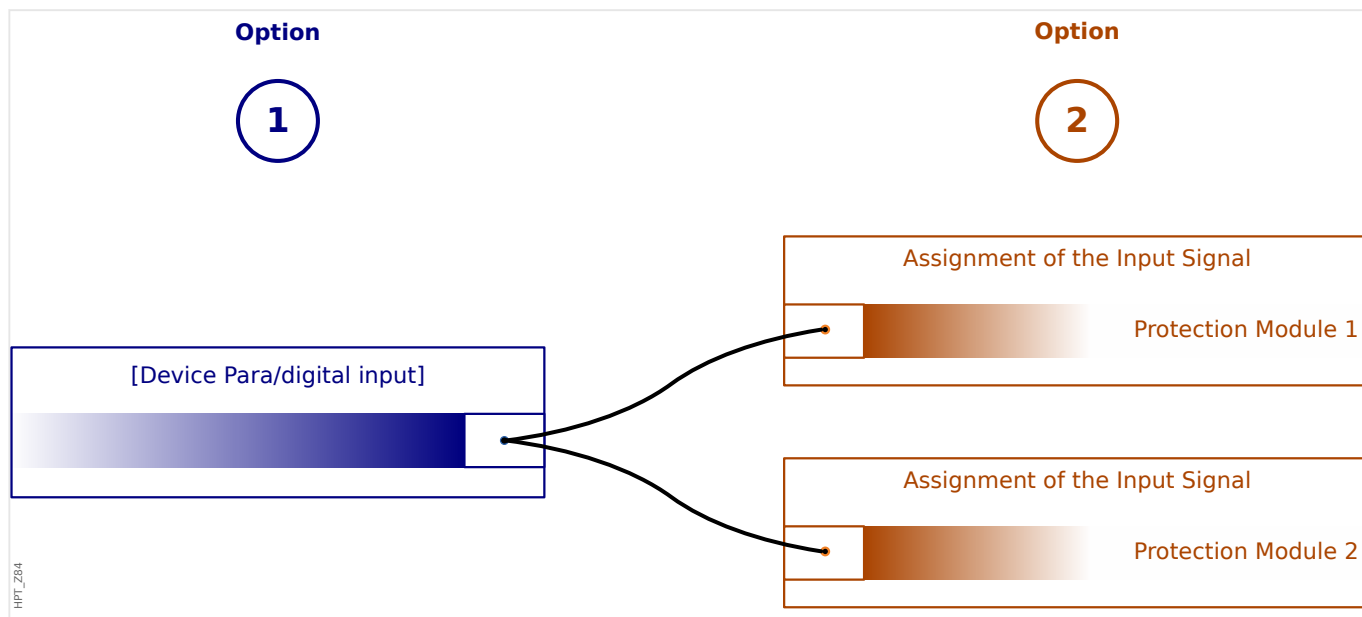 Option
1
Option
2
[Device Para/digital input]
Assignment of the Input Signal
Protection Module 1
Assignment of the Input Signal
Protection Module 2
HPT_Z84